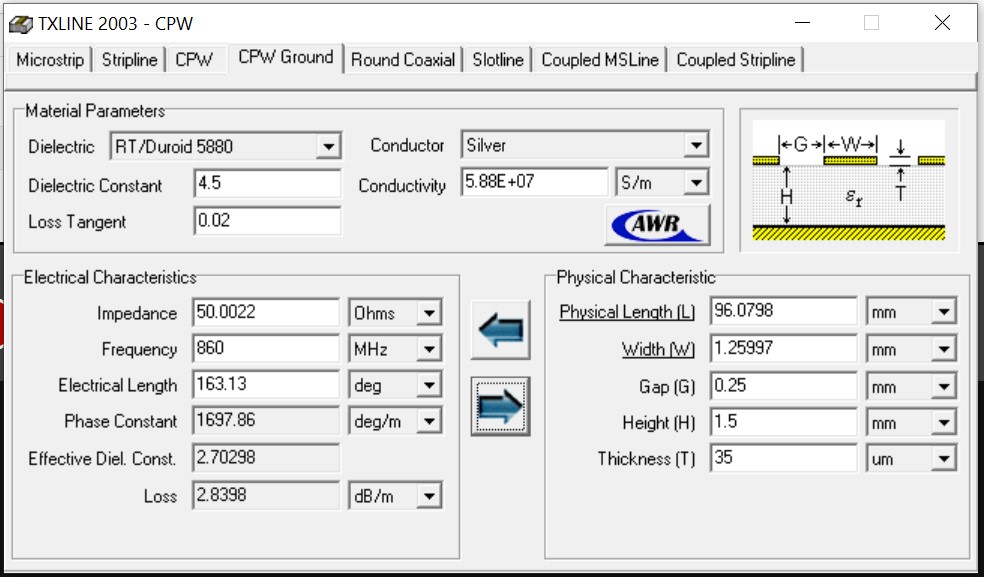 TXLINE 2003 - CPW
Microstrip Stripline CPW CPW Ground Round Coaxial Slotline Coupled MSLine Coupled Stripline
Material Parameters
Dielectric RT/Duroid 5880 Conductor Silver
Dielectric Constant 4.5 Conductivity 5.88E+07 S/m
Loss Tangent 0.02
AWR
G W
H εr T
Electrical Characteristics
Impedance 50.0022 Ohms
Frequency 860 MHz
Electrical Length 163.13 deg
Phase Constant 1697.86 deg/m
Effective Diel. Const. 2.70298
Loss 2.8398 dB/m
Physical Characteristic
Physical Length (L) 96.0798 mm
Width (W) 1.25997 mm
Gap (G) 0.25 mm
Height (H) 1.5 mm
Thickness (T) 35 um